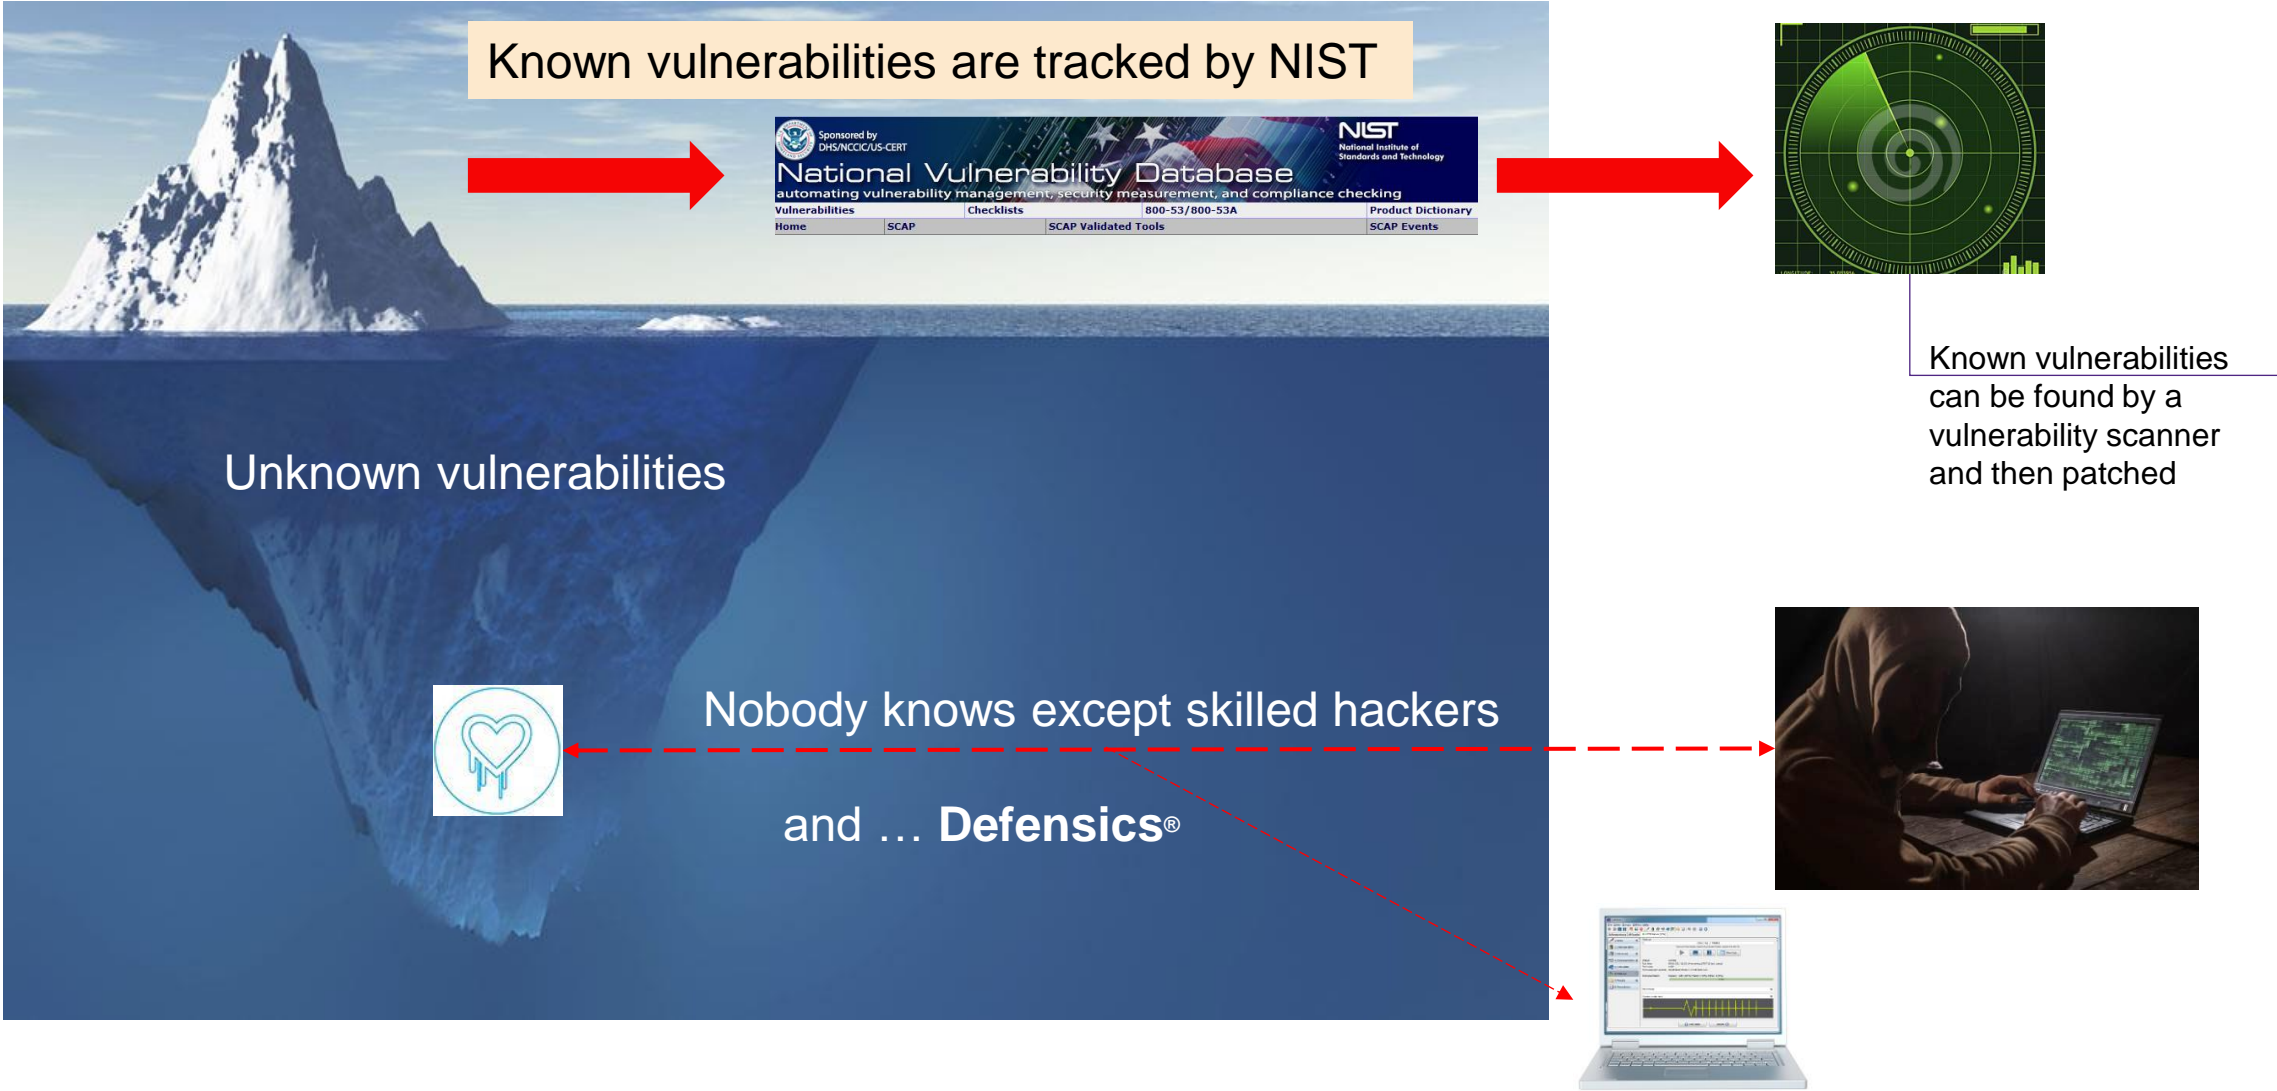 Known vulnerabilities are tracked by NIST
Sponsored by
DHS/NCCIC/US-CERT
NIST
National Institute of
Standards and Technology
National Vulnerability Database
automating vulnerability management, security measurement, and compliance checking
Vulnerabilities Checklists 800-53/800-53A Product Dictionary
Home SCAP SCAP Validated Tools SCAP Events
Known vulnerabilities
can be found by a
vulnerability scanner
and then patched
Unknown vulnerabilities
Nobody knows except skilled hackers
and … Defensics®